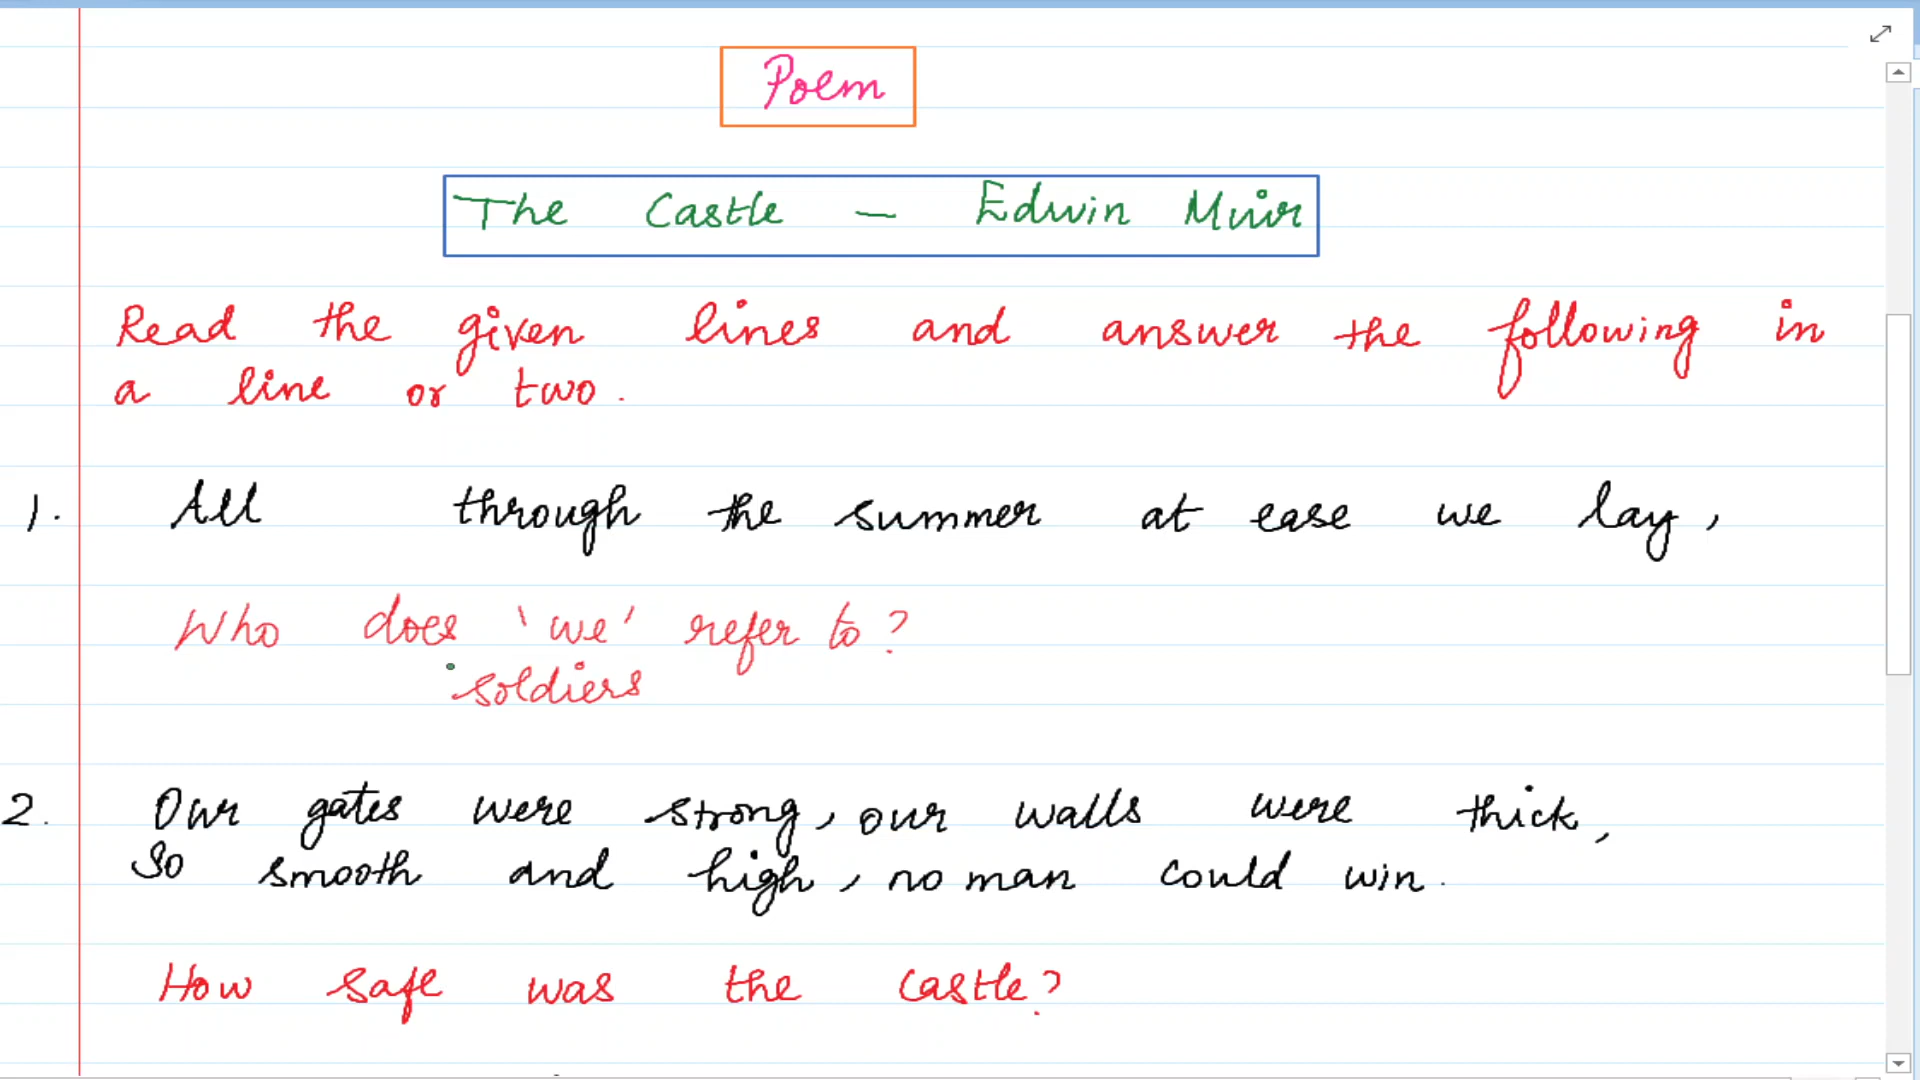 Poem
The Castle – Edwin Muir
Read the given lines and answer the following in
a line or two.
1. All through the summer at ease we lay,
Who does 'we' refer to?
soldiers
2. Our gates were strong, our walls were thick,
So smooth and high, no man could win.
How safe was the castle?